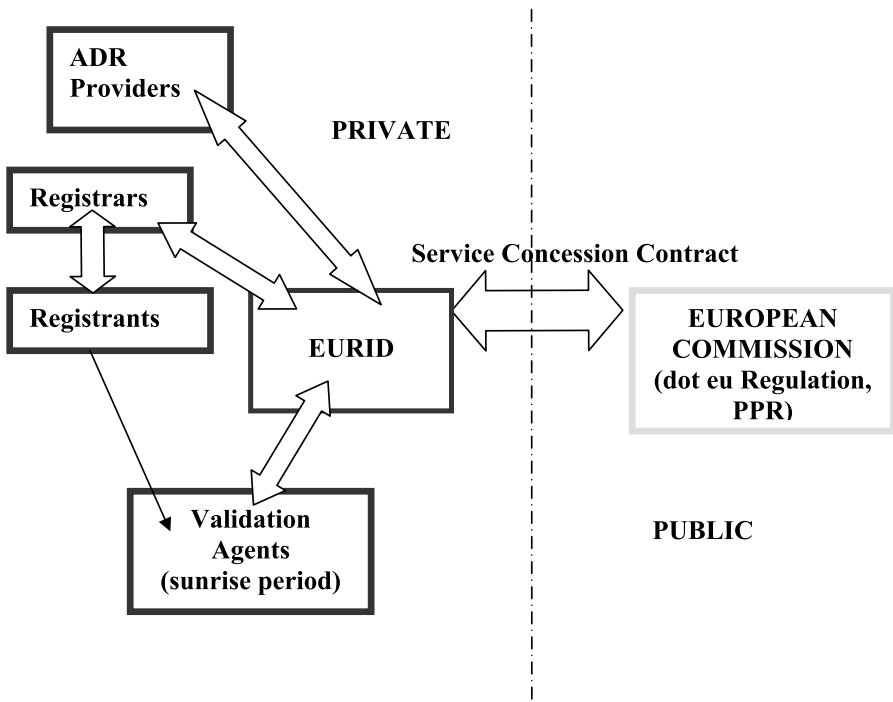 ADR
Providers
PRIVATE
Registrars
Service Concession Contract
Registrants
EURID
EUROPEAN
COMMISSION
(dot eu Regulation,
PPR)
Validation
Agents
(sunrise period)
PUBLIC